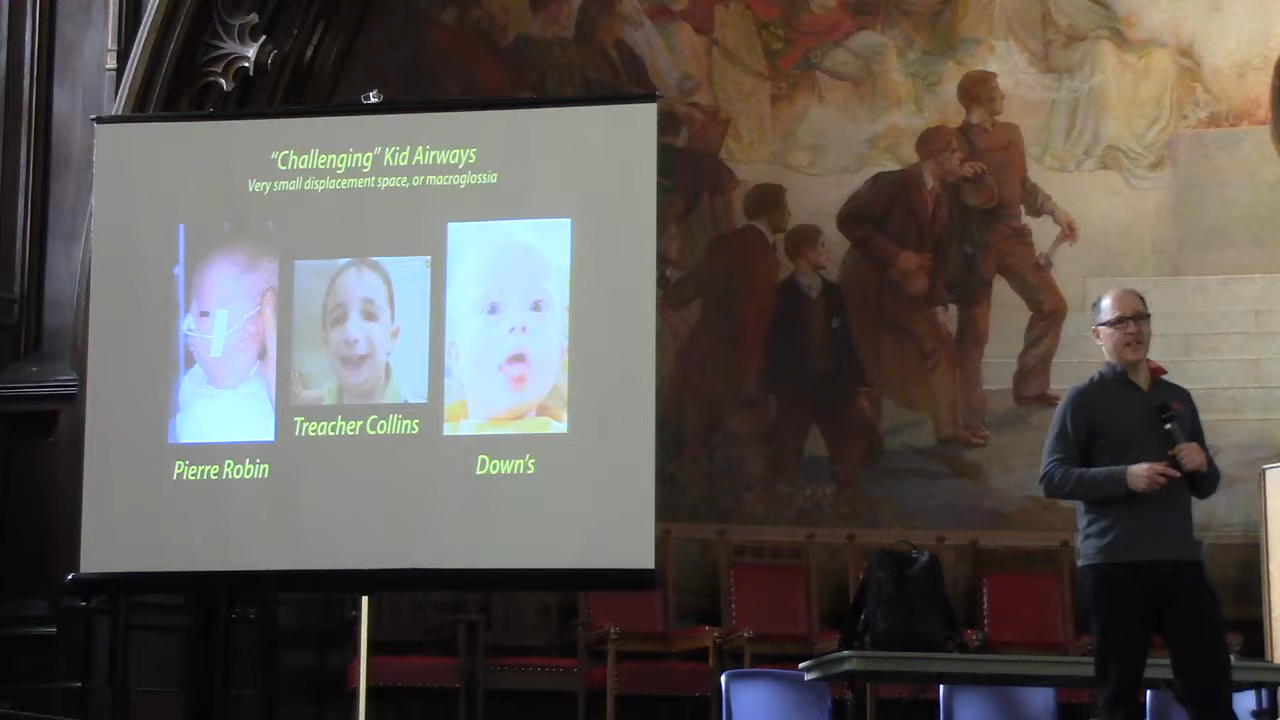 "Challenging" Kid Airways
Very small displacement space, or macroglossia
Treacher Collins
Pierre Robin
Down's